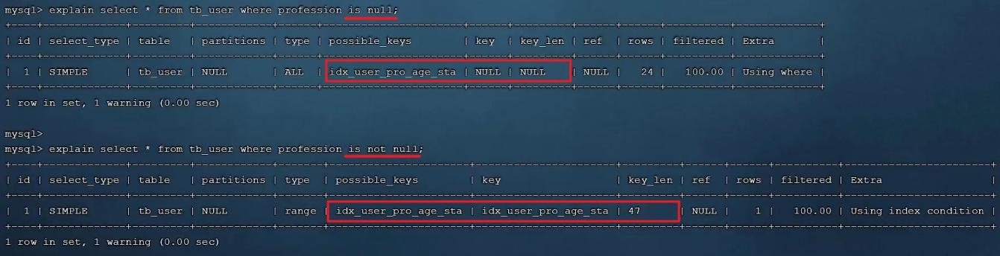 mysql> explain select * from tb_user where profession is null;
+----+-------------+---------+------------+------+----------------------+------+---------+------+------+----------+-------------+
| id | select_type | table | partitions | type | possible_keys | key | key_len | ref | rows | filtered | Extra |
+----+-------------+---------+------------+------+----------------------+------+---------+------+------+----------+-------------+
| 1 | SIMPLE | tb_user | NULL | ALL | idx_user_pro_age_sta | NULL | NULL | NULL | 24 | 100.00 | Using where |
+----+-------------+---------+------------+------+----------------------+------+---------+------+------+----------+-------------+
1 row in set, 1 warning (0.00 sec)
mysql>
mysql> explain select * from tb_user where profession is not null;
+----+-------------+---------+------------+-------+----------------------+----------------------+---------+------+------+----------+-----------------------+
| id | select_type | table | partitions | type | possible_keys | key | key_len | ref | rows | filtered | Extra |
+----+-------------+---------+------------+-------+----------------------+----------------------+---------+------+------+----------+-----------------------+
| 1 | SIMPLE | tb_user | NULL | range | idx_user_pro_age_sta | idx_user_pro_age_sta | 47 | NULL | 1 | 100.00 | Using index condition |
+----+-------------+---------+------------+-------+----------------------+----------------------+---------+------+------+----------+-----------------------+
1 row in set, 1 warning (0.00 sec)